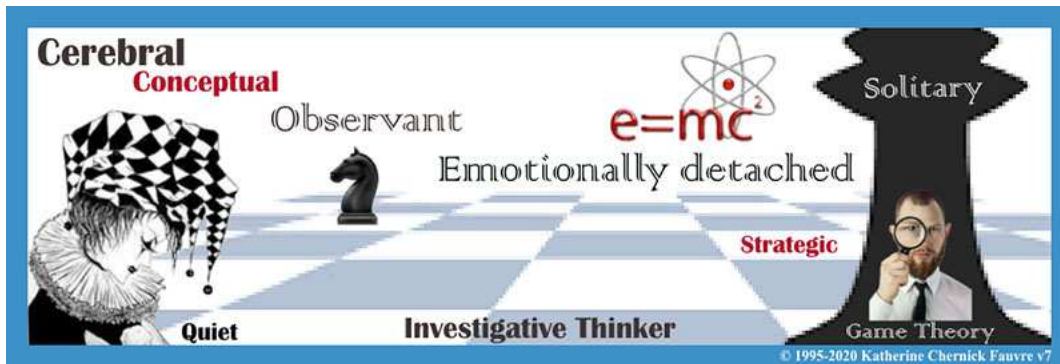 Cerebral
Conceptual
Observant
e=mc²
Emotionally detached
Solitary
Strategic
Quiet
Investigative Thinker
Game Theory
© 1995-2020 Katherine Chernick Fauvre v7